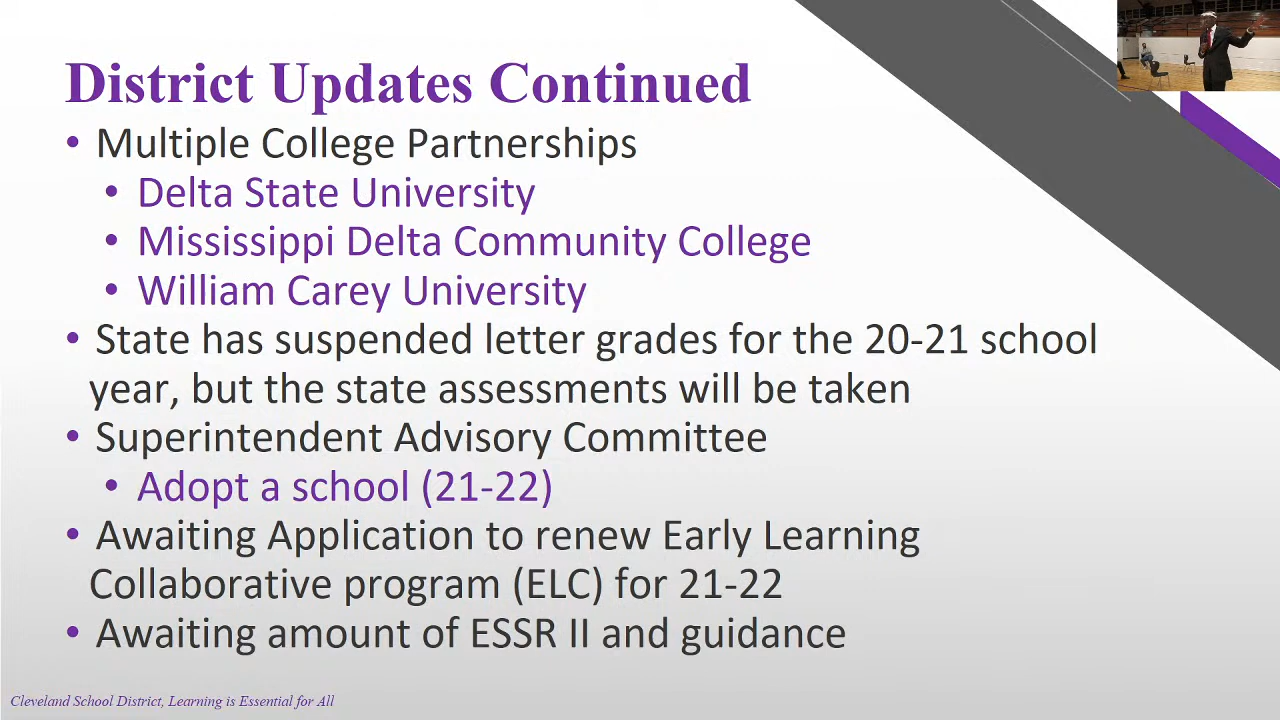 District Updates Continued
• Multiple College Partnerships
• Delta State University
• Mississippi Delta Community College
• William Carey University
• State has suspended letter grades for the 20-21 school
year, but the state assessments will be taken
• Superintendent Advisory Committee
• Adopt a school (21-22)
• Awaiting Application to renew Early Learning
Collaborative program (ELC) for 21-22
• Awaiting amount of ESSR II and guidance
Cleveland School District, Learning is Essential for All